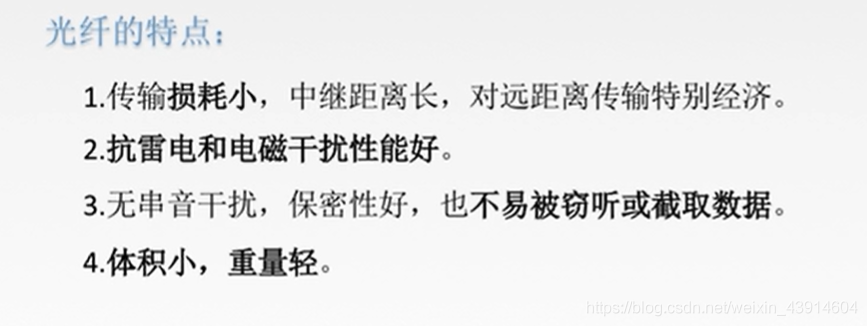 光纤的特点：
1.传输损耗小，中继距离长，对远距离传输特别经济。
2.抗雷电和电磁干扰性能好。
3.无串音干扰，保密性好，也不易被窃听或截取数据。
4.体积小，重量轻。
https://blog.csdn.net/weixin_43914604